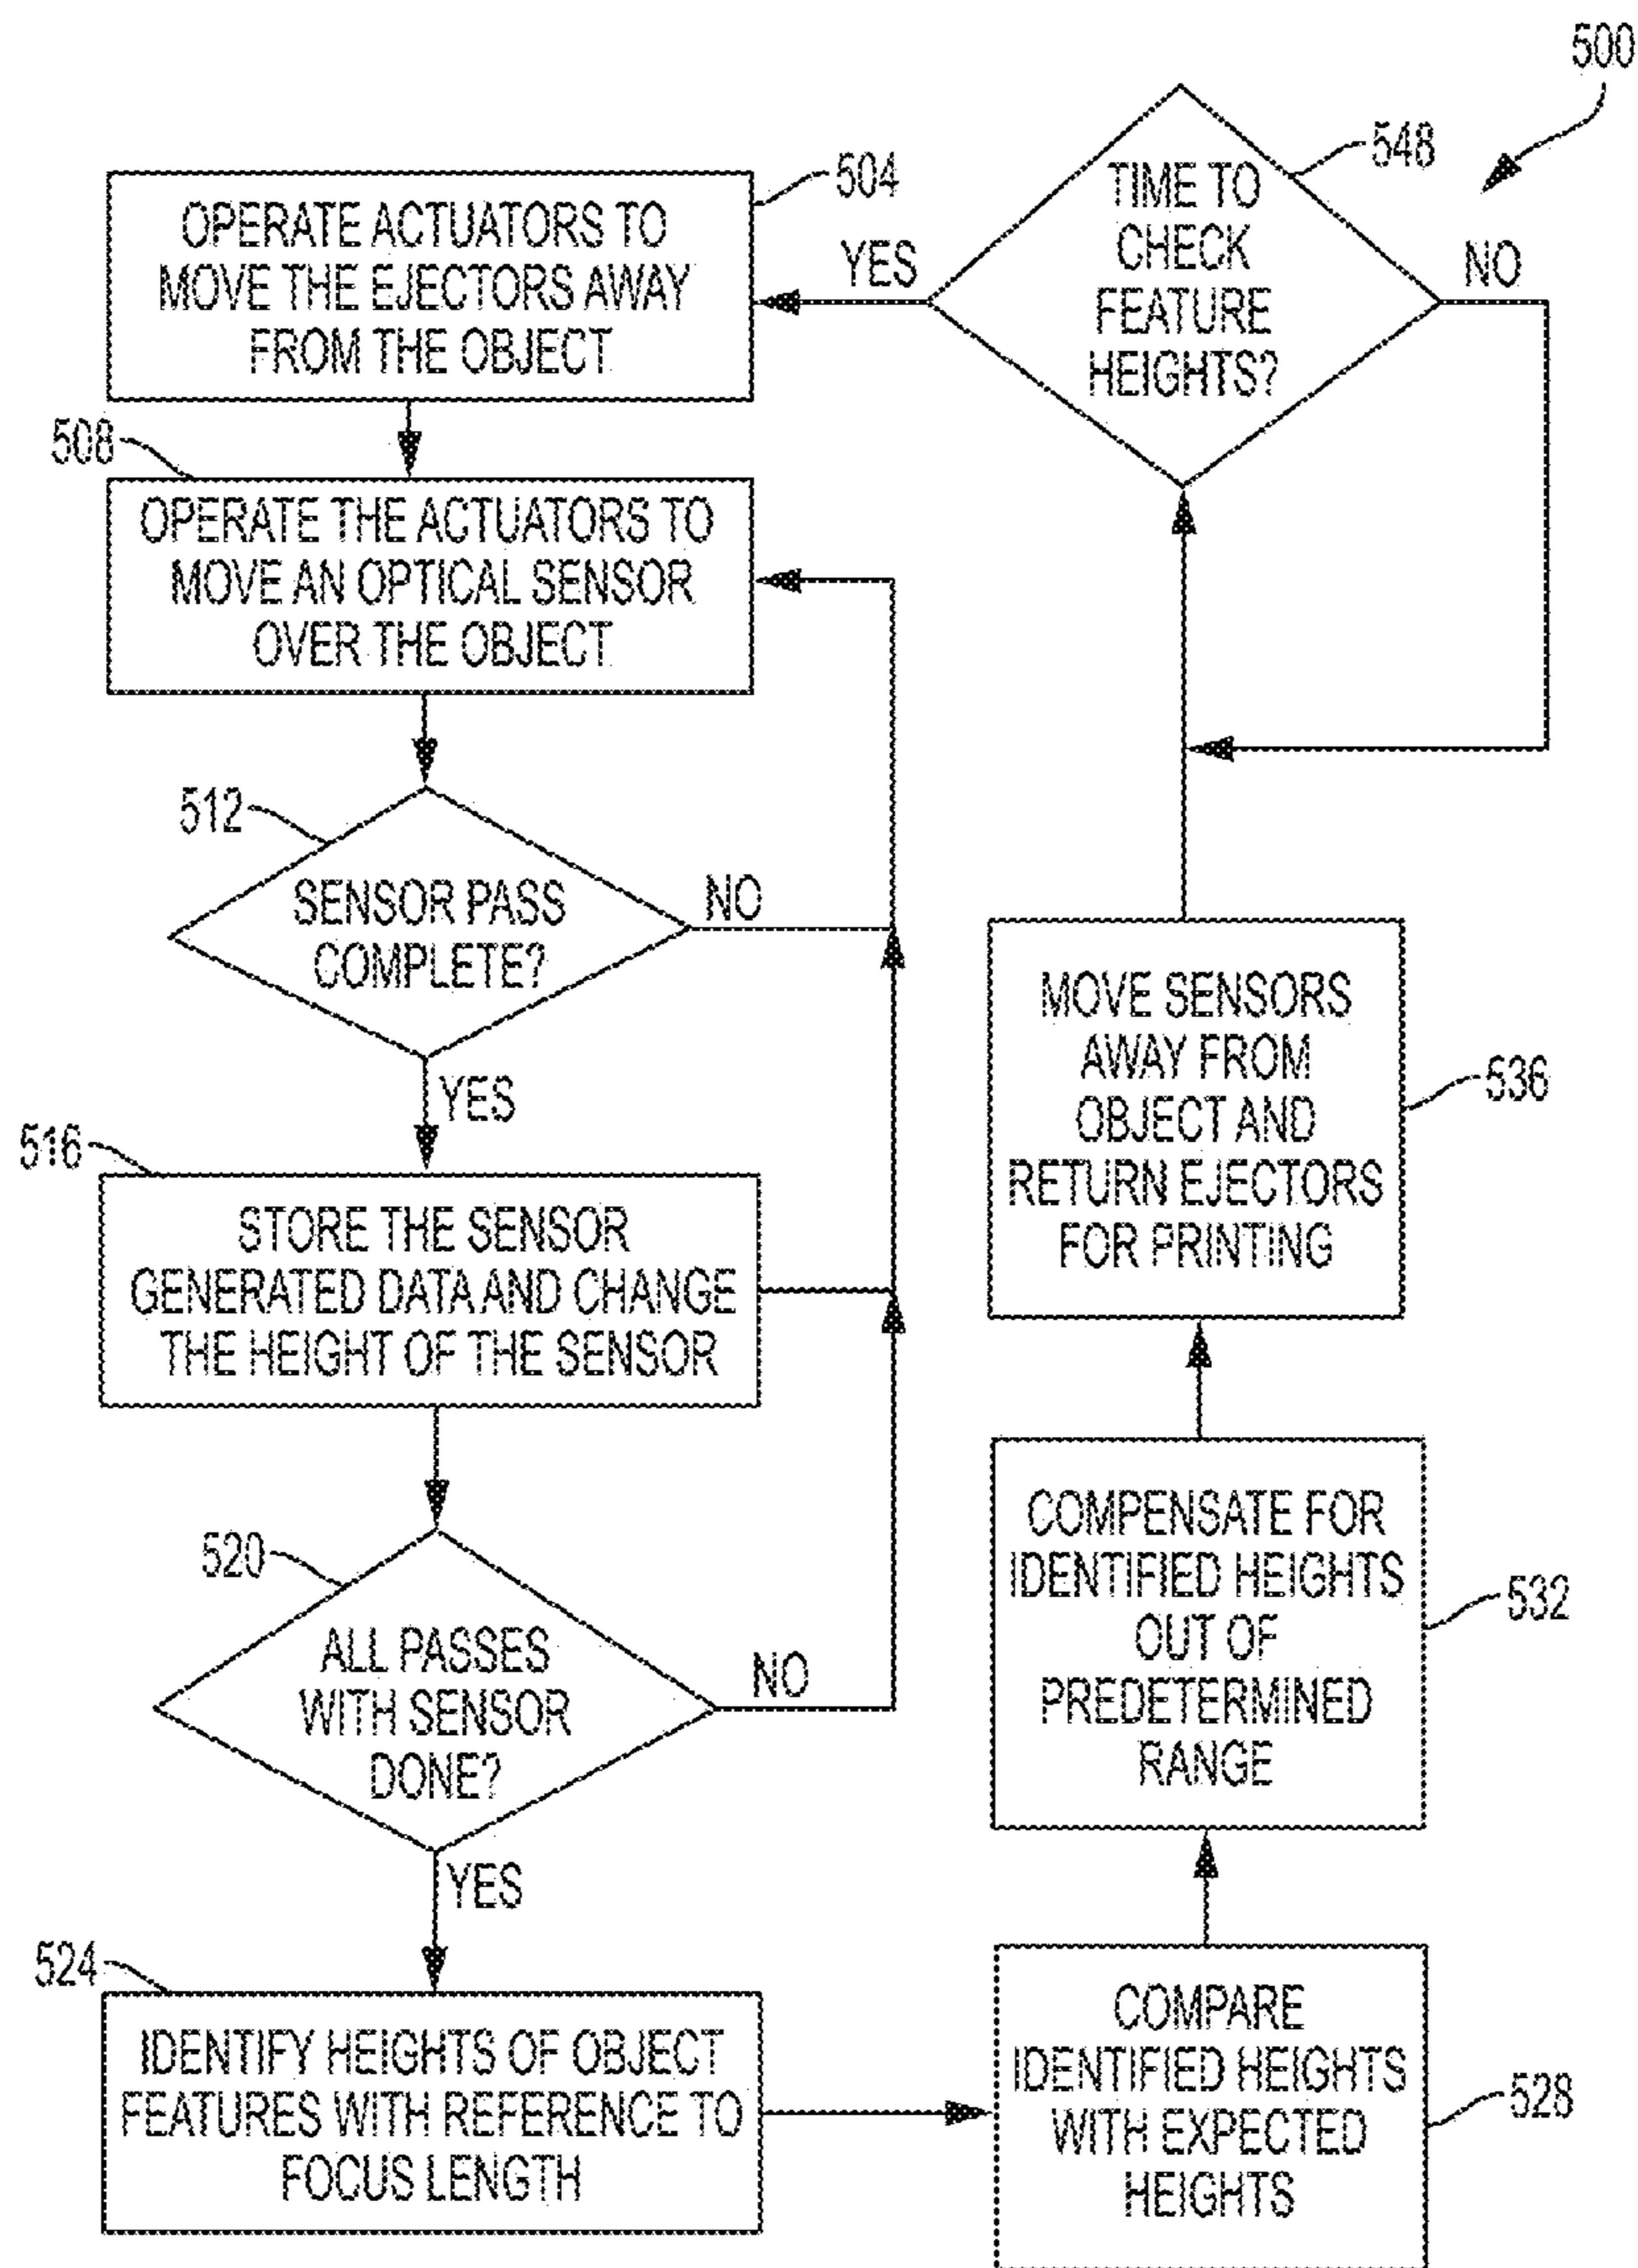 500
548
TIME TO
CHECK
FEATURE
HEIGHTS?
YES
NO
504
OPERATE ACTUATORS TO
MOVE THE EJECTORS AWAY
FROM THE OBJECT
508
OPERATE THE ACTUATORS TO
MOVE AN OPTICAL SENSOR
OVER THE OBJECT
512
SENSOR PASS
COMPLETE?
NO
YES
516
STORE THE SENSOR
GENERATED DATA AND CHANGE
THE HEIGHT OF THE SENSOR
520
ALL PASSES
WITH SENSOR
DONE?
NO
YES
524
IDENTIFY HEIGHTS OF OBJECT
FEATURES WITH REFERENCE TO
FOCUS LENGTH
COMPARE
IDENTIFIED HEIGHTS
WITH EXPECTED
HEIGHTS
528
COMPENSATE FOR
IDENTIFIED HEIGHTS
OUT OF
PREDETERMINED
RANGE
532
MOVE SENSORS
AWAY FROM
OBJECT AND
RETURN EJECTORS
FOR PRINTING
536